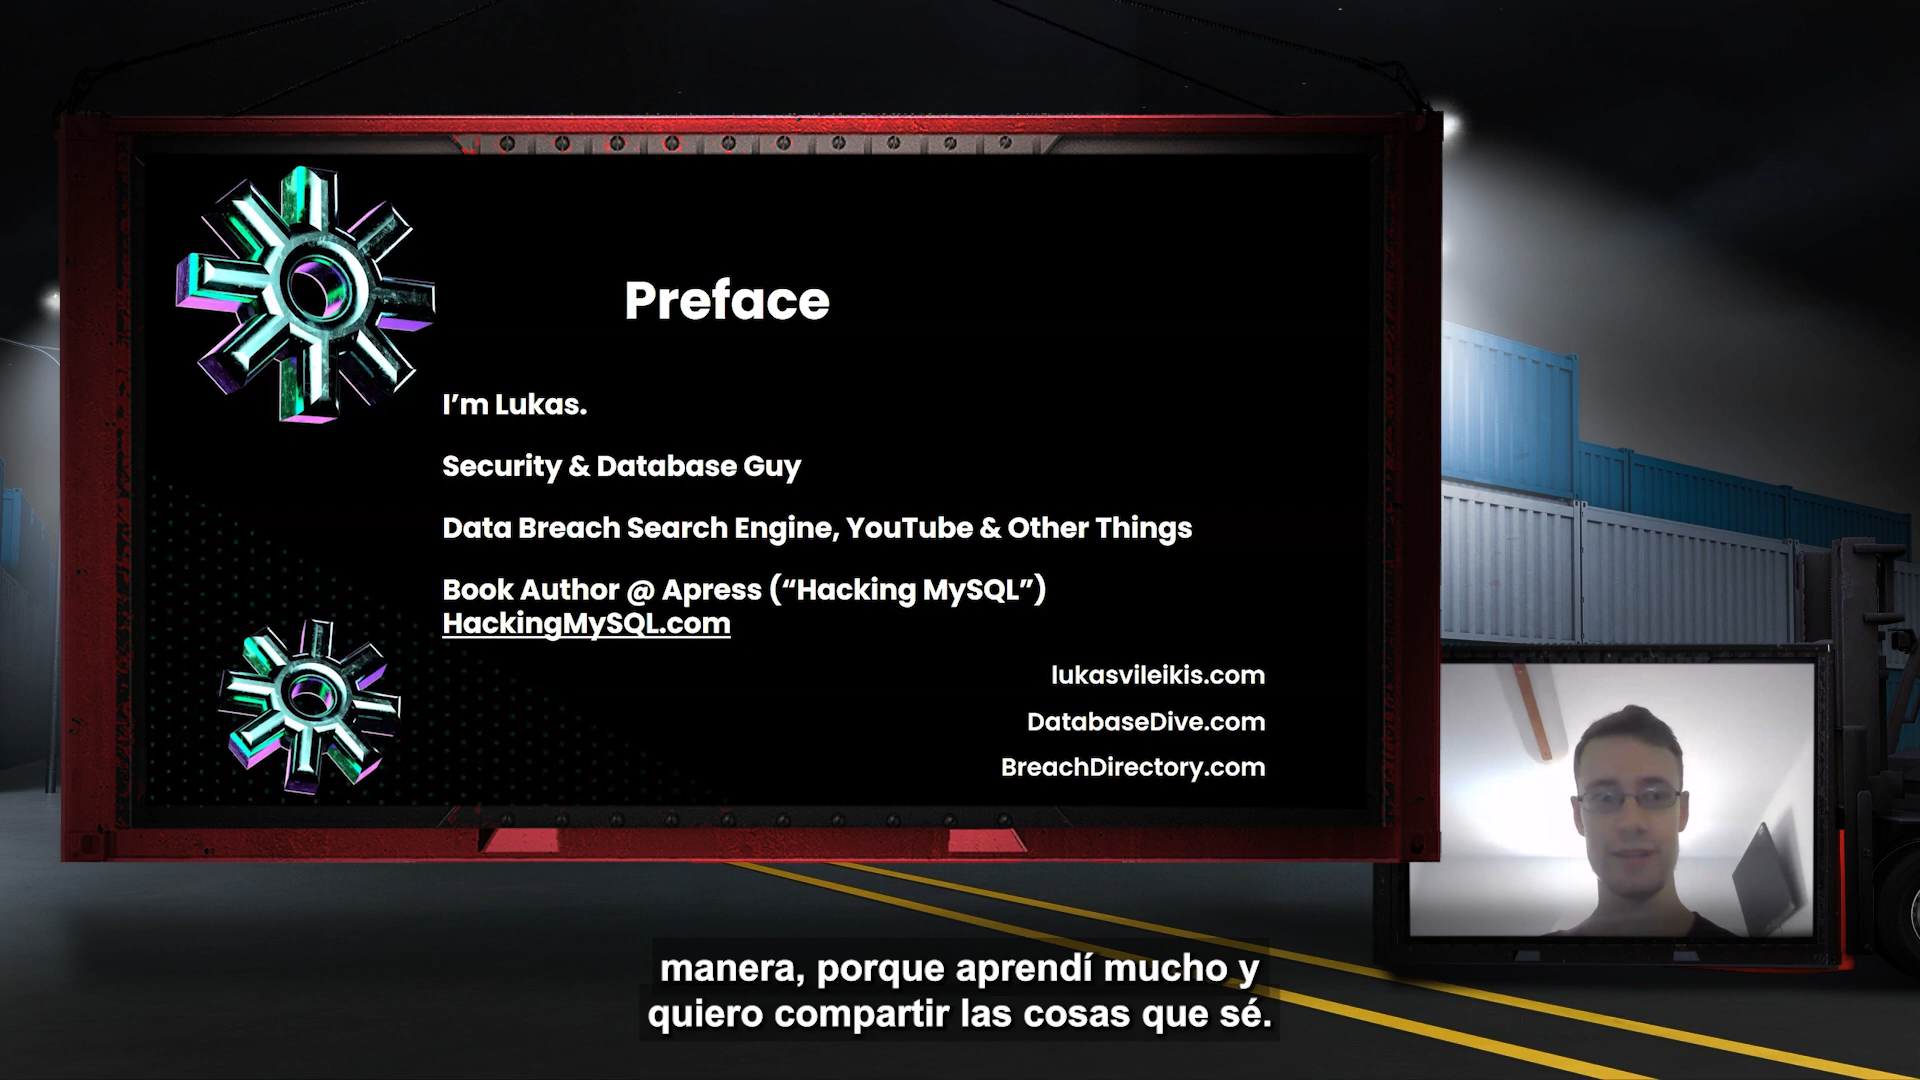 Preface
I’m Lukas.
Security & Database Guy
Data Breach Search Engine, YouTube & Other Things
Book Author @ Apress (“Hacking MySQL”)
HackingMySQL.com
lukasvileikis.com
DatabaseDive.com
BreachDirectory.com
manera, porque aprendí mucho y
quiero compartir las cosas que sé.